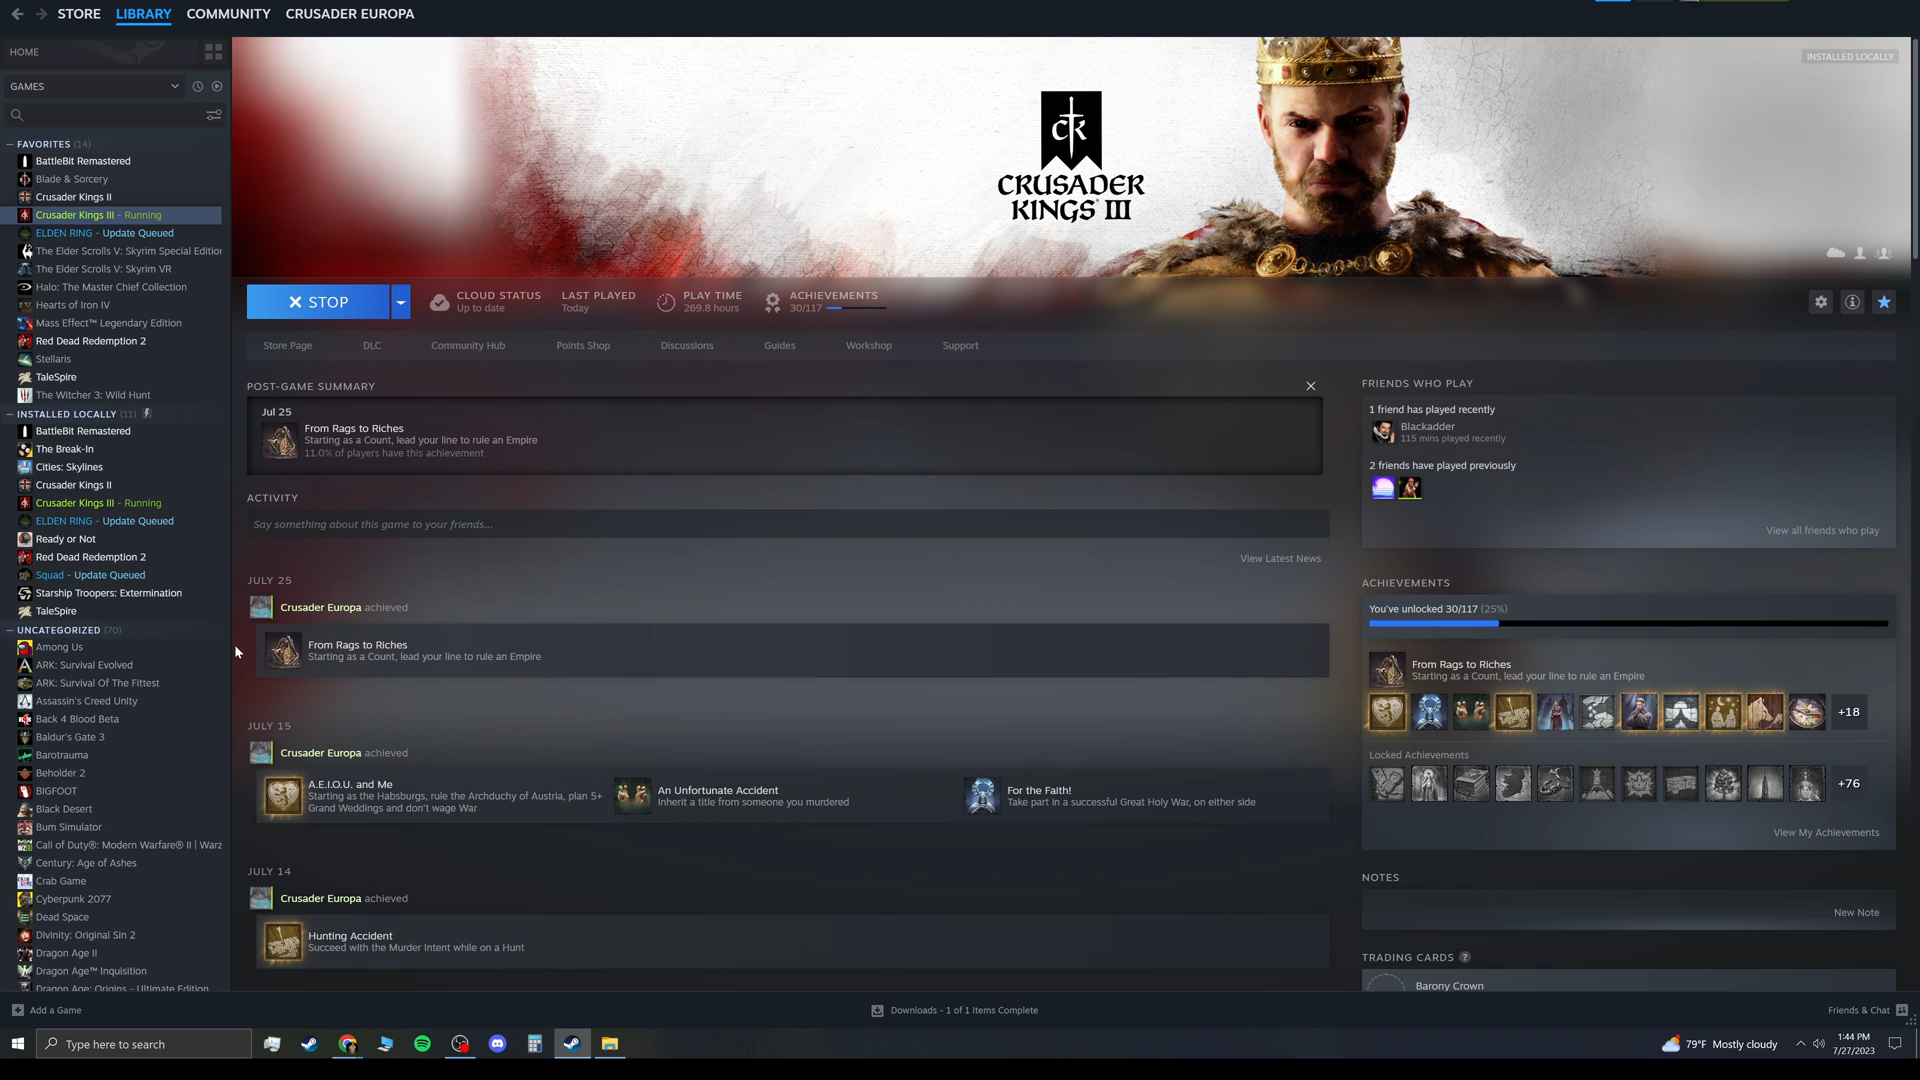 STORE LIBRARY COMMUNITY CRUSADER EUROPA
HOME
GAMES
FAVORITES (14)
BattleBit Remastered
Blade & Sorcery
Crusader Kings II
Crusader Kings III - Running
ELDEN RING - Update Queued
The Elder Scrolls V: Skyrim Special Edition
The Elder Scrolls V: Skyrim VR
Halo: The Master Chief Collection
Hearts of Iron IV
Mass Effect™ Legendary Edition
Red Dead Redemption 2
Stellaris
TaleSpire
The Witcher 3: Wild Hunt
INSTALLED LOCALLY (11)
BattleBit Remastered
The Break-In
Cities: Skylines
Crusader Kings II
Crusader Kings III - Running
ELDEN RING - Update Queued
Ready or Not
Red Dead Redemption 2
Squad - Update Queued
Starship Troopers: Extermination
TaleSpire
UNCATEGORIZED (70)
Among Us
ARK: Survival Evolved
ARK: Survival Of The Fittest
Assassin's Creed Unity
Back 4 Blood Beta
Baldur's Gate 3
Barotrauma
Beholder 2
BIGFOOT
Black Desert
Bum Simulator
Call of Duty®: Modern Warfare® II | Warz
Century: Age of Ashes
Crab Game
Cyberpunk 2077
Dead Space
Divinity: Original Sin 2
Dragon Age II
Dragon Age™ Inquisition
Dragon Age: Origins - Ultimate Edition
INSTALLED LOCALLY
CK
CRUSADER
KINGS III
STOP
CLOUD STATUS
Up to date
LAST PLAYED
Today
PLAY TIME
269.8 hours
ACHIEVEMENTS
30/117
Store Page DLC Community Hub Points Shop Discussions Guides Workshop Support
POST-GAME SUMMARY
Jul 25
From Rags to Riches
Starting as a Count, lead your line to rule an Empire
11.0% of players have this achievement
ACTIVITY
Say something about this game to your friends...
View Latest News
JULY 25
Crusader Europa achieved
From Rags to Riches
Starting as a Count, lead your line to rule an Empire
JULY 15
Crusader Europa achieved
A.E.I.O.U. and Me
Starting as the Habsburgs, rule the Archduchy of Austria, plan 5+
Grand Weddings and don't wage War
An Unfortunate Accident
Inherit a title from someone you murdered
For the Faith!
Take part in a successful Great Holy War, on either side
JULY 14
Crusader Europa achieved
Hunting Accident
Succeed with the Murder Intent while on a Hunt
FRIENDS WHO PLAY
1 friend has played recently
Blackadder
115 mins played recently
2 friends have played previously
View all friends who play
ACHIEVEMENTS
You've unlocked 30/117 (25%)
From Rags to Riches
Starting as a Count, lead your line to rule an Empire
+18
Locked Achievements
+76
View My Achievements
NOTES
New Note
TRADING CARDS ?
Barony Crown
Add a Game
Downloads - 1 of 1 Items Complete
Friends & Chat
Type here to search
79°F Mostly cloudy
1:44 PM
7/27/2023